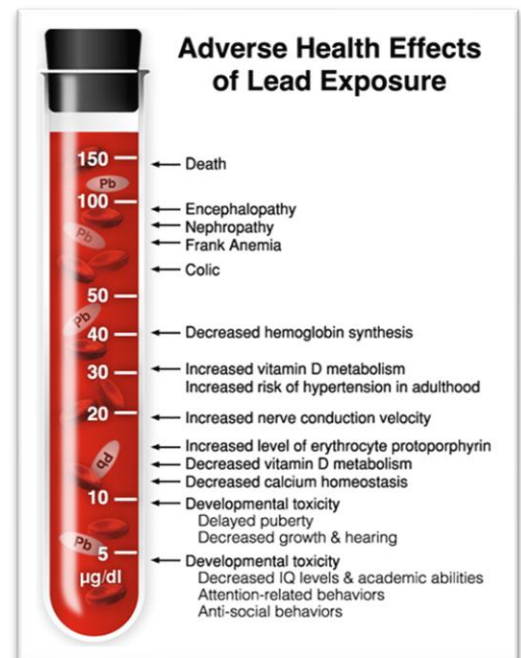 Adverse Health Effects
of Lead Exposure
150
Death
Pb
100
Encephalopathy
Nephropathy
Pb
Frank Anemia
Colic
50
Pb
40
Decreased hemoglobin synthesis
30
Increased vitamin D metabolism
Increased risk of hypertension in adulthood
20
Increased nerve conduction velocity
Increased level of erythrocyte protoporphyrin
Pb
Decreased vitamin D metabolism
Decreased calcium homeostasis
10
Developmental toxicity
Delayed puberty
Decreased growth & hearing
Pb
5
Developmental toxicity
µg/dl
Decreased IQ levels & academic abilities
Attention-related behaviors
Anti-social behaviors